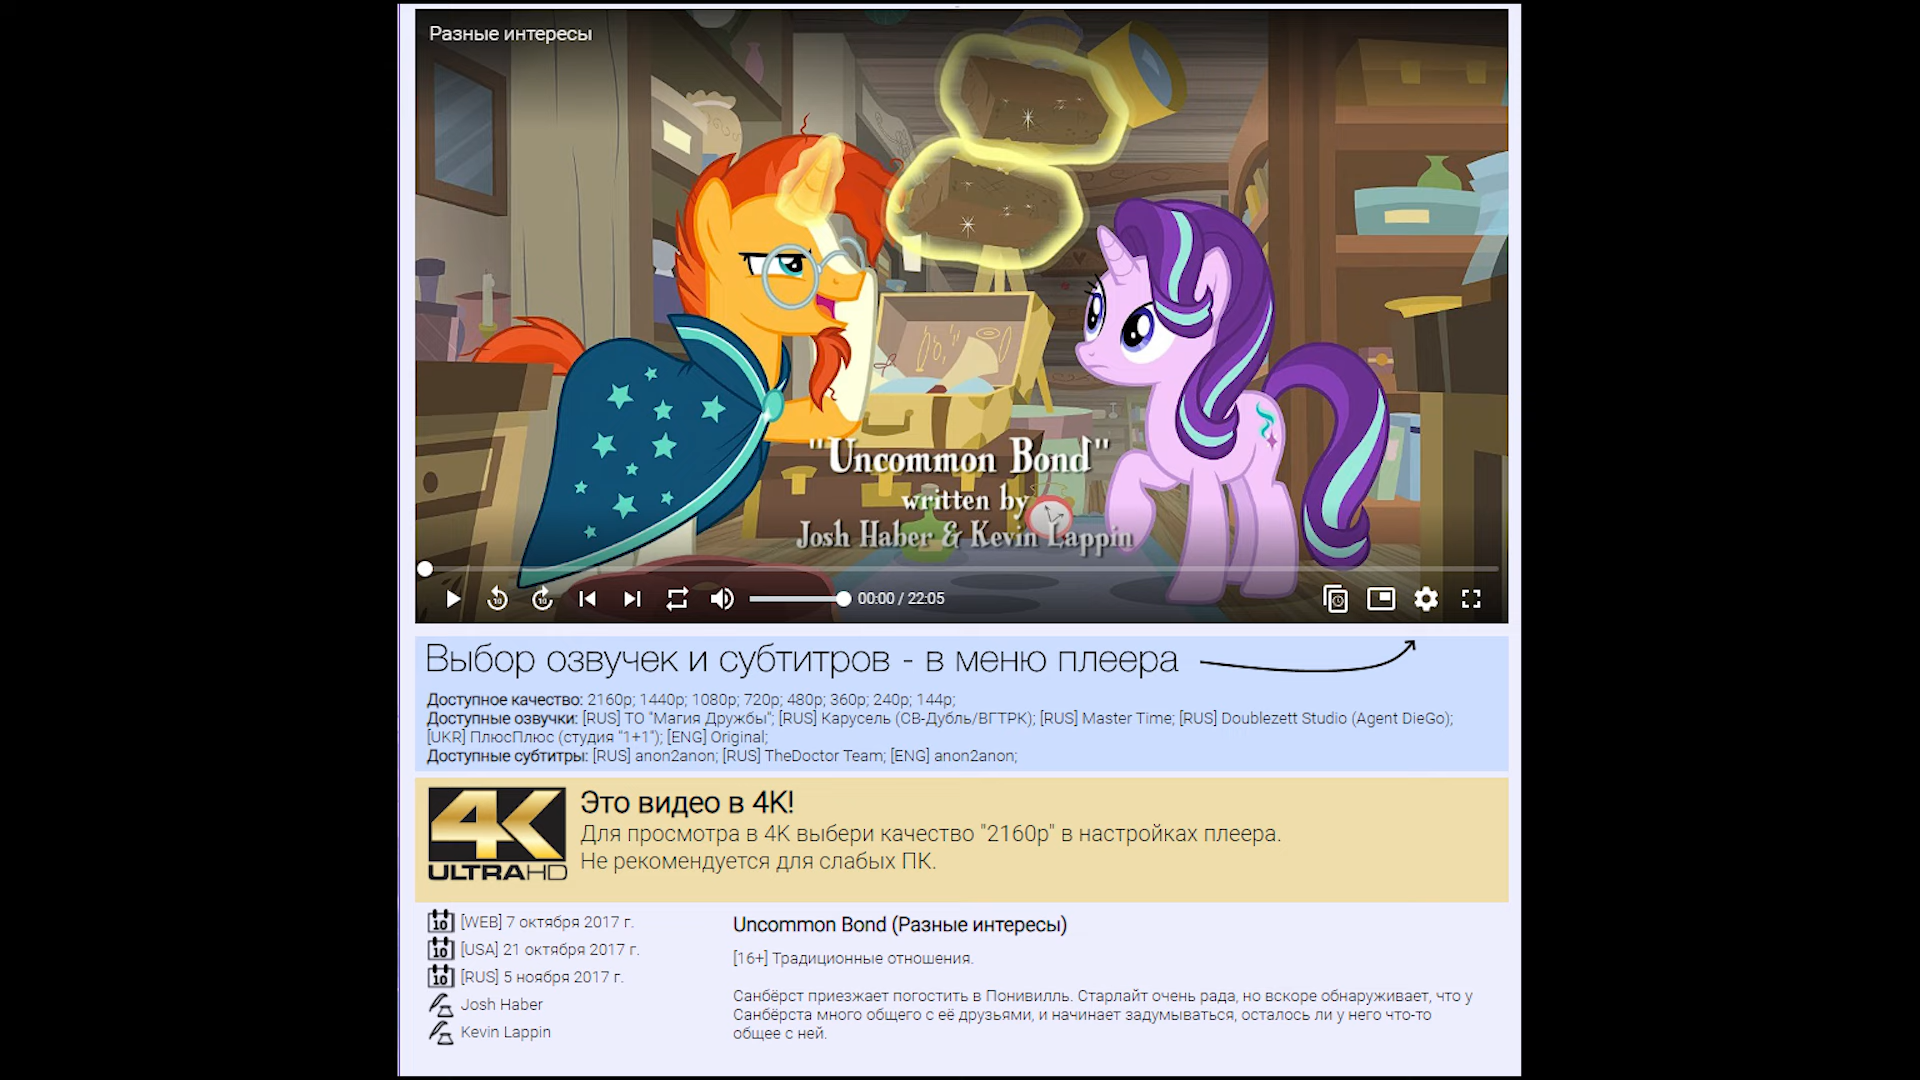 Разные интересы
"Uncommon Bond"
written by
Josh Haber & Kevin Lappin
10
10
00:00 / 22:05
Выбор озвучек и субтитров - в меню плеера
Доступное качество: 2160p; 1440p; 1080p; 720p; 480p; 360p; 240p; 144p;
Доступные озвучки: [RUS] ТО "Магия Дружбы"; [RUS] Карусель (СВ-Дубль/ВГТРК); [RUS] Master Time; [RUS] Doublezett Studio (Agent DieGo);
[UKR] ПлюсПлюс (студия "1+1"); [ENG] Original;
Доступные субтитры: [RUS] anon2anon; [RUS] TheDoctor Team; [ENG] anon2anon;
4K
ULTRAHD
Это видео в 4K!
Для просмотра в 4K выбери качество "2160p" в настройках плеера.
Не рекомендуется для слабых ПК.
10 [WEB] 7 октября 2017 г.
10 [USA] 21 октября 2017 г.
10 [RUS] 5 ноября 2017 г.
Josh Haber
Kevin Lappin
Uncommon Bond (Разные интересы)
[16+] Традиционные отношения.
Санбёрст приезжает погостить в Понивилль. Старлайт очень рада, но вскоре обнаруживает, что у
Санбёрста много общего с её друзьями, и начинает задумываться, осталось ли у него что-то
общее с ней.